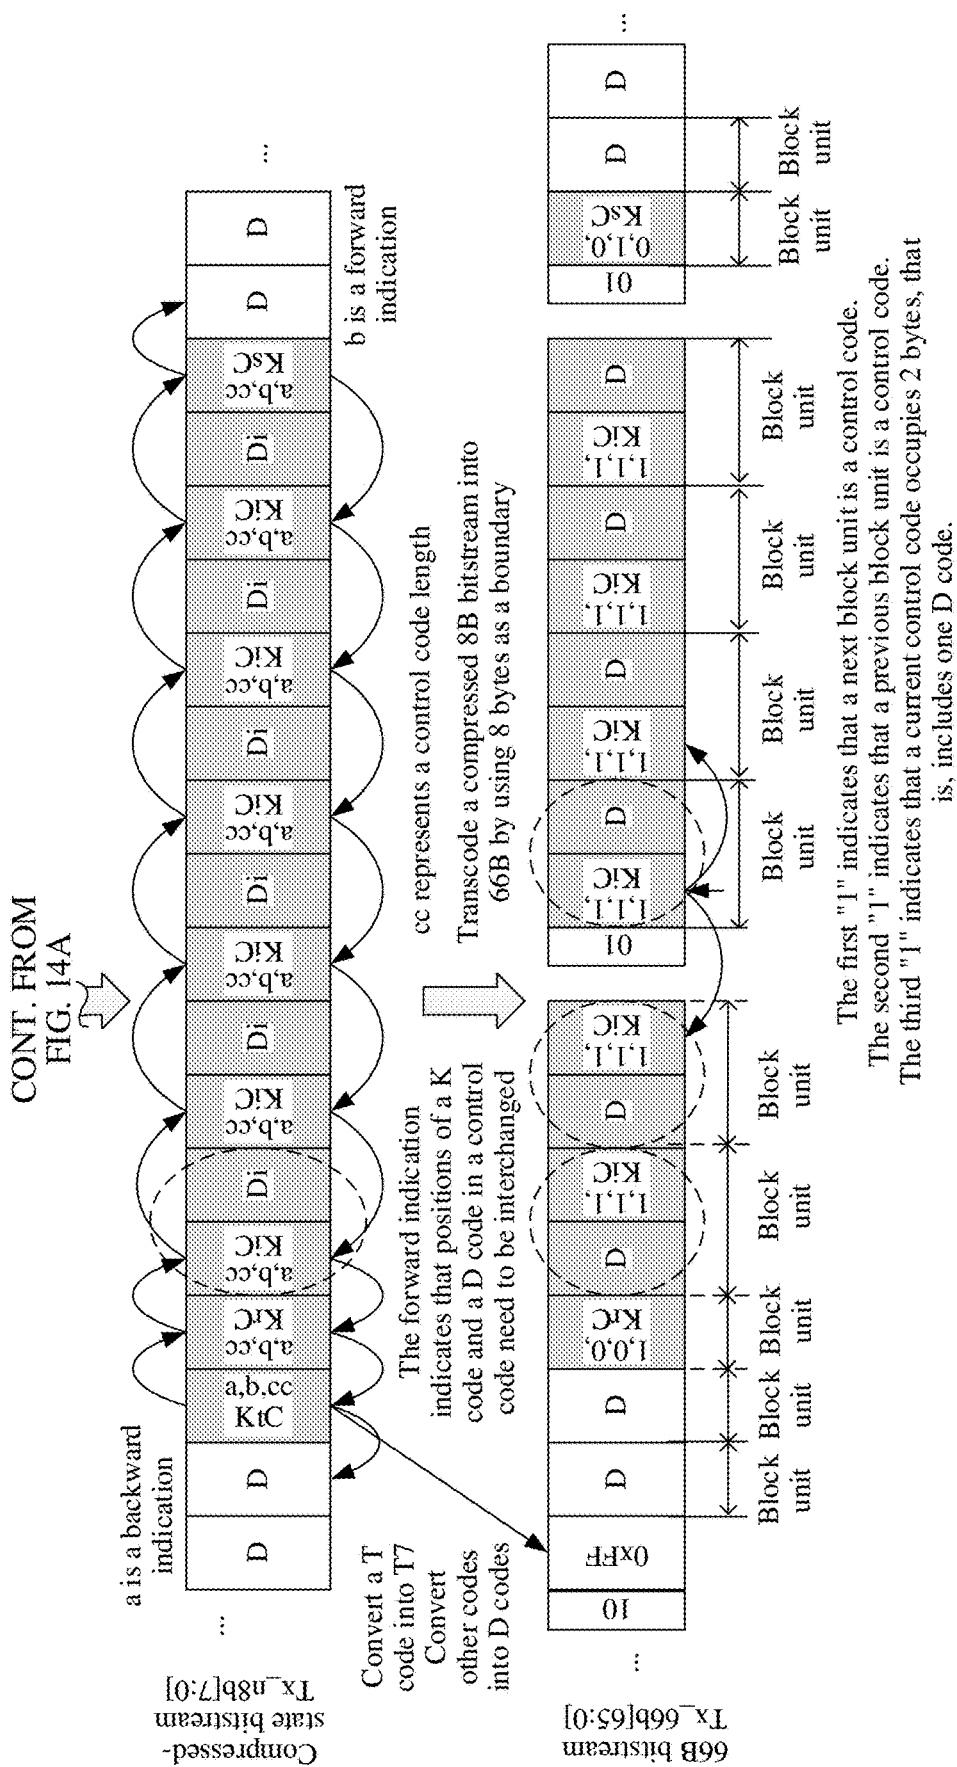 CONT. FROM
FIG. 14A
Compressed-
state bitstream
Tx_n8b[7:0]
...
a is a backward
indication
D
D
a,b,cc
KtC
a,b,cc
KrC
a,b,cc
KiC
Di
a,b,cc
KiC
Di
a,b,cc
KiC
Di
a,b,cc
KiC
Di
a,b,cc
KiC
Di
a,b,cc
KiC
Di
a,b,cc
KsC
D
D
...
b is a forward
indication
Convert a T
code into T7
Convert
other codes
into D codes
The forward indication
indicates that positions of a K
code and a D code in a control
code need to be interchanged
cc represents a control code length
Transcode a compressed 8B bitstream into
66B by using 8 bytes as a boundary
66B bitstream
Tx_66b[65:0]
...
10
0xFF
D
D
1,0,0,
KrC
D
1,1,1,
KiC
D
1,1,1,
KiC
01
1,1,1,
KiC
D
1,1,1,
KiC
D
1,1,1,
KiC
D
1,1,1,
KiC
D
01
0,1,0,
KsC
D
D
...
Block
unit
Block
unit
Block
unit
Block
unit
Block
unit
Block
unit
Block
unit
Block
unit
Block
unit
Block
unit
Block
unit
The first "1" indicates that a next block unit is a control code.
The second "1" indicates that a previous block unit is a control code.
The third "1" indicates that a current control code occupies 2 bytes, that
is, includes one D code.